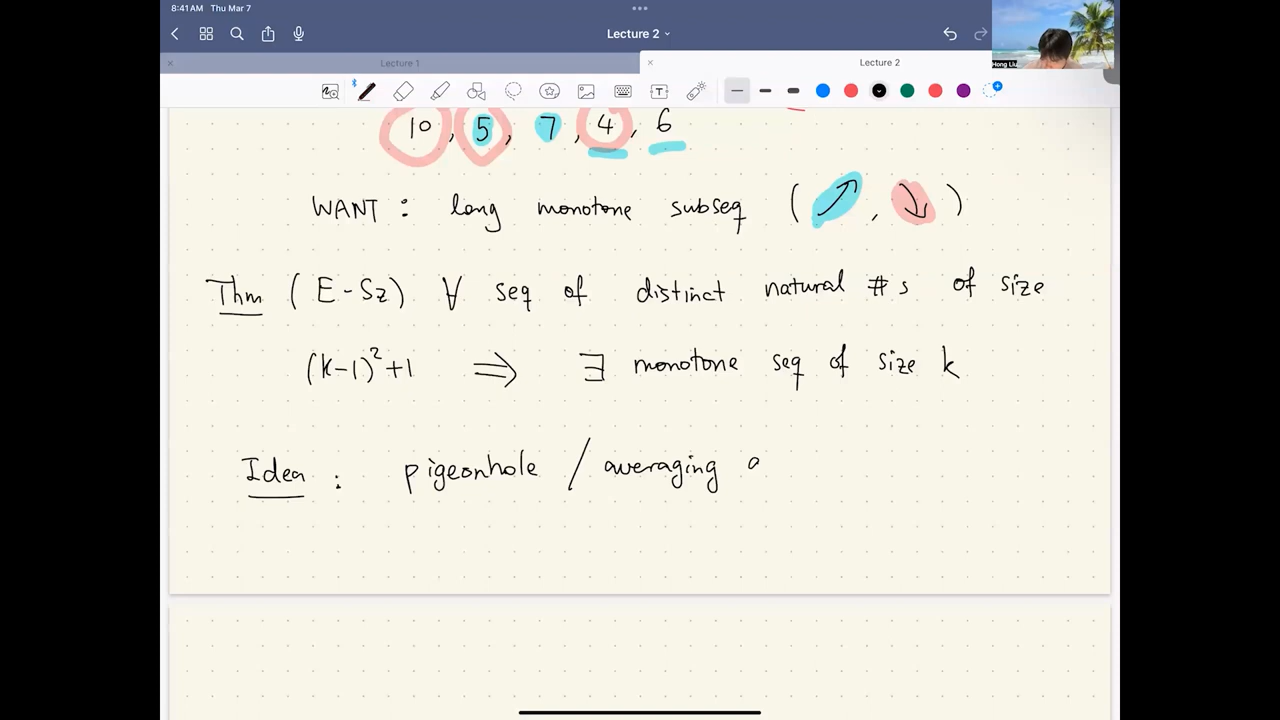 8:41 AM Thu Mar 7
Lecture 2
Lecture 1
Lecture 2
Hong Liu
10, 5, 7, 4, 6
WANT : long monotone subseq ( ↗ , ↘ )
Thm ( E-Sz ) ∀ seq of distinct natural #s of size
(k-1)²+1 ⇒ ∃ monotone seq of size k
Idea : pigeonhole / averaging a